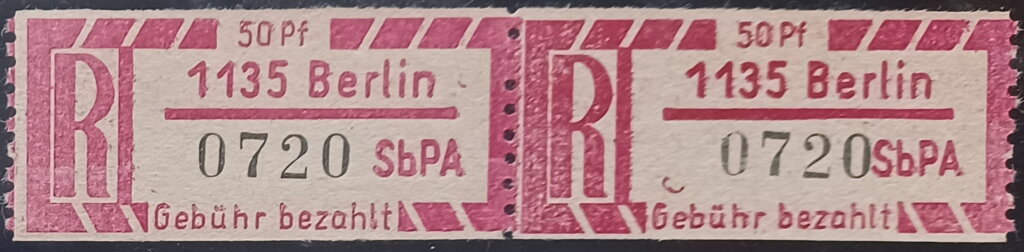 50 Pf
R 1135 Berlin
0720 SbPA
Gebühr bezahlt
50 Pf
R 1135 Berlin
0720 SbPA
Gebühr bezahlt